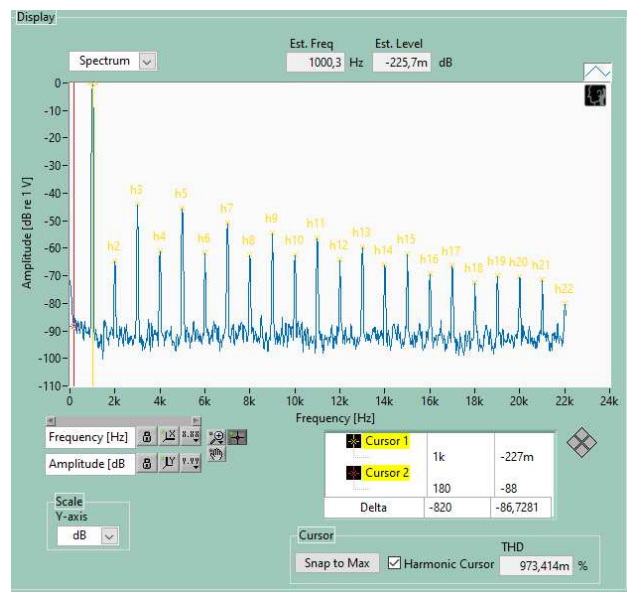 Display
Est. Freq Est. Level
Spectrum 1000,3 Hz -225,7m dB
0
-10
-20
-30
-40
-50
-60
-70
-80
-90
-100
-110
Amplitude [dB re 1 V]
h2 h3 h4 h5 h6 h7 h8 h9 h10 h11 h12 h13 h14 h15 h16 h17 h18 h19 h20 h21 h22
0 2k 4k 6k 8k 10k 12k 14k 16k 18k 20k 22k 24k
Frequency [Hz]
Frequency [Hz]
Amplitude [dB
Cursor 1
1k -227m
Cursor 2
180 -88
Delta -820 -86,7281
Scale
Y-axis
dB
Cursor
THD
Snap to Max Harmonic Cursor 973,414m %